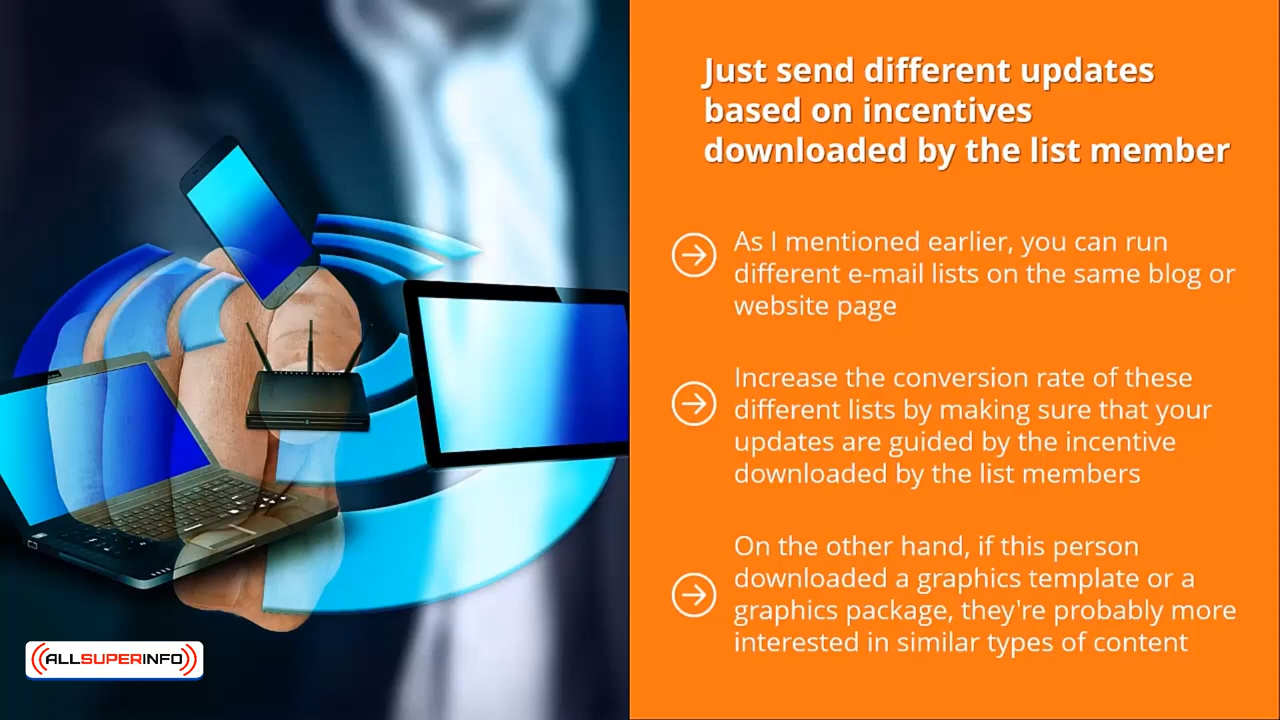 Just send different updates
based on incentives
downloaded by the list member
As I mentioned earlier, you can run
different e-mail lists on the same blog or
website page
Increase the conversion rate of these
different lists by making sure that your
updates are guided by the incentive
downloaded by the list members
On the other hand, if this person
downloaded a graphics template or a
graphics package, they're probably more
interested in similar types of content
ALLSUPERINFO